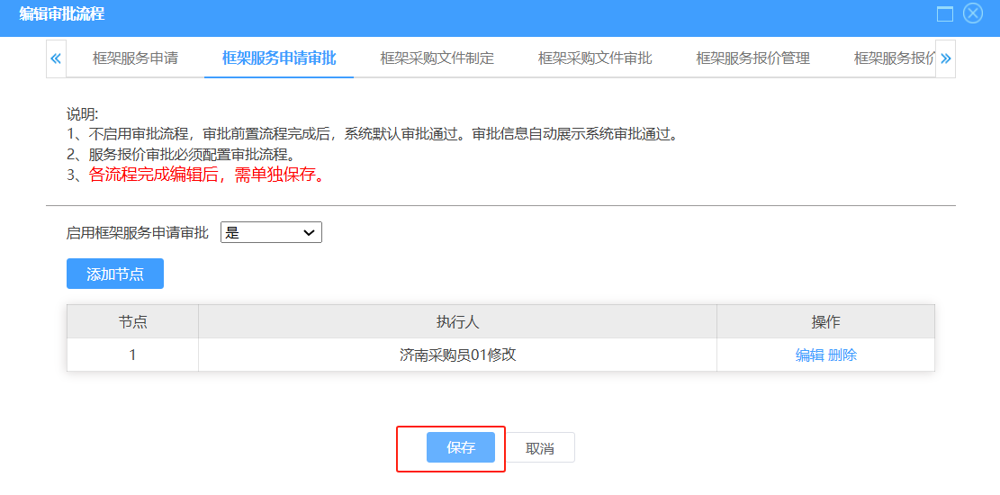 编辑审批流程
框架服务申请 框架服务申请审批 框架采购文件制定 框架采购文件审批 框架服务报价管理 框架服务报价
说明:
1、不启用审批流程，审批前置流程完成后，系统默认审批通过。审批信息自动展示系统审批通过。
2、服务报价审批必须配置审批流程。
3、各流程完成编辑后，需单独保存。
启用框架服务申请审批 是
添加节点
节点 执行人 操作
1 济南采购员01修改 编辑 删除
保存 取消